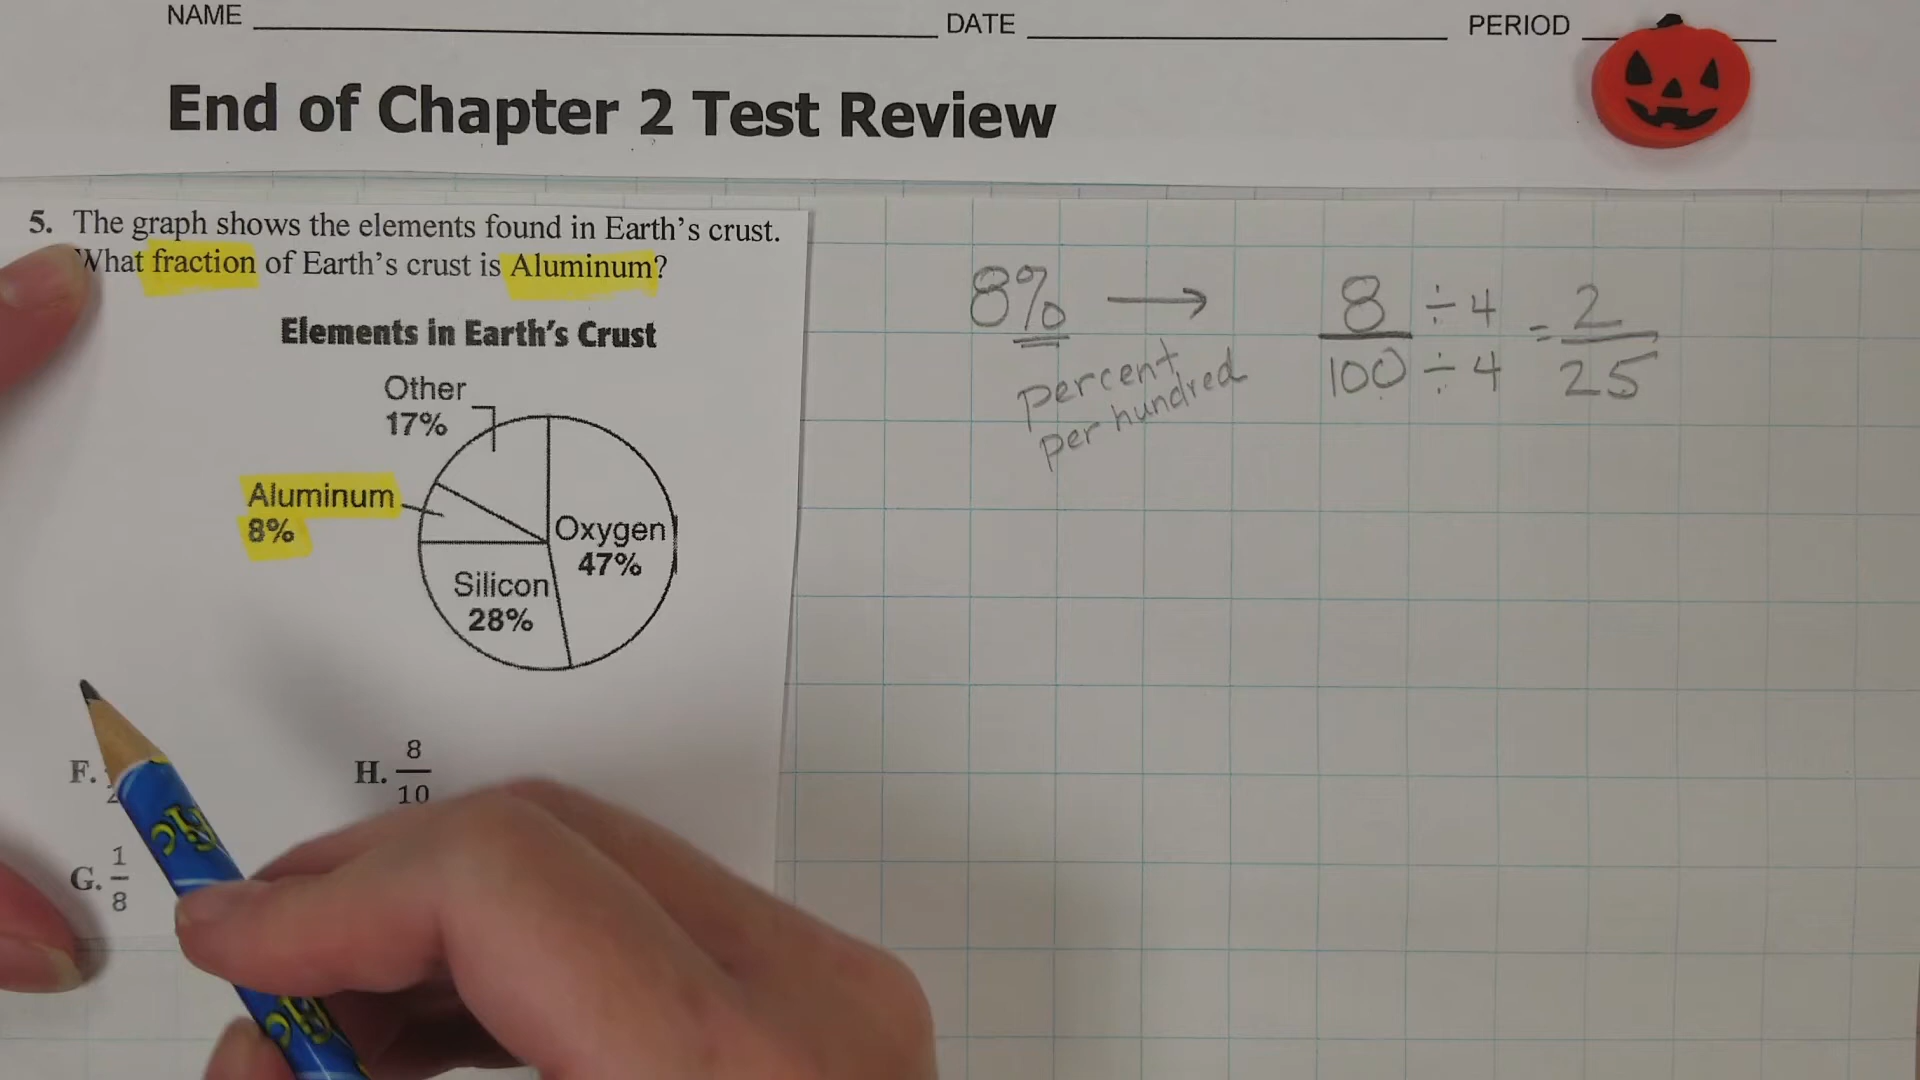 NAME DATE PERIOD
End of Chapter 2 Test Review
5. The graph shows the elements found in Earth's crust.
What fraction of Earth's crust is Aluminum?
Elements in Earth's Crust
Other
17%
Aluminum
8%
Oxygen
47%
Silicon
28%
F.
H. 8/10
G. 1/8
8% → 8/100 ÷4/÷4 = 2/25
percent
per hundred